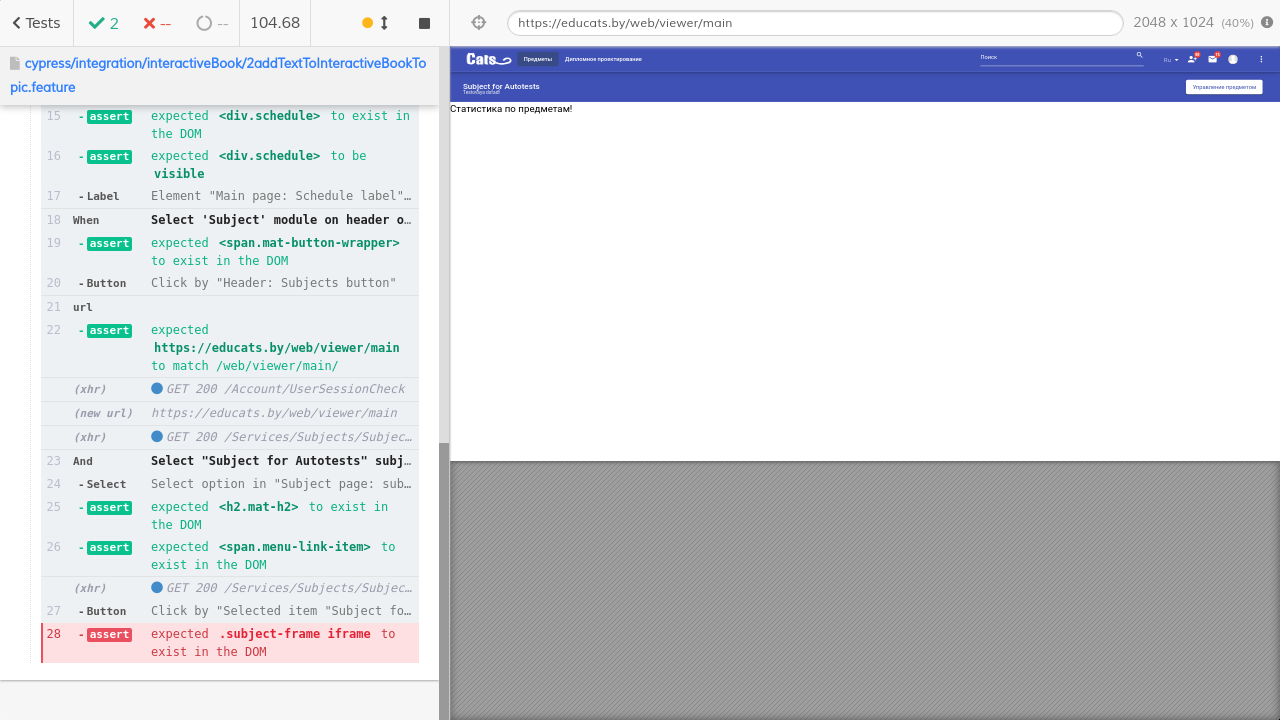 Tests
2
--
--
104.68
https://educats.by/web/viewer/main
2048 x 1024 (40%)
cypress/integration/interactiveBook/2addTextToInteractiveBookTo
pic.feature
15 -assert expected <div.schedule> to exist in
the DOM
16 -assert expected <div.schedule> to be
visible
17 -Label Element "Main page: Schedule label"…
18 When Select 'Subject' module on header o…
19 -assert expected <span.mat-button-wrapper>
to exist in the DOM
20 -Button Click by "Header: Subjects button"
21 url
22 -assert expected
https://educats.by/web/viewer/main
to match /web/viewer/main/
(xhr) GET 200 /Account/UserSessionCheck
(new url) https://educats.by/web/viewer/main
(xhr) GET 200 /Services/Subjects/Subjec…
23 And Select "Subject for Autotests" subj…
24 -Select Select option in "Subject page: sub…
25 -assert expected <h2.mat-h2> to exist in
the DOM
26 -assert expected <span.menu-link-item> to
exist in the DOM
(xhr) GET 200 /Services/Subjects/Subjec…
27 -Button Click by "Selected item "Subject fo…
28 -assert expected .subject-frame iframe to
exist in the DOM
Cats
Предметы Дипломное проектирование
Поиск
Ru
Subject for Autotests
Управление предметом
Статистика по предметам!